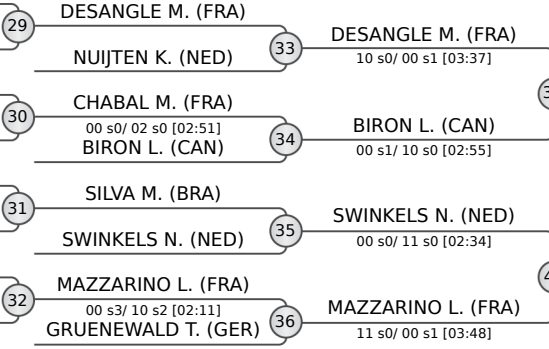 DESANGLE M. (FRA)
29
NUIJTEN K. (NED)
33
DESANGLE M. (FRA)
10 s0/ 00 s1 [03:37]
CHABAL M. (FRA)
30
00 s0/ 02 s0 [02:51]
BIRON L. (CAN)
34
BIRON L. (CAN)
00 s1/ 10 s0 [02:55]
SILVA M. (BRA)
31
SWINKELS N. (NED)
35
SWINKELS N. (NED)
00 s0/ 11 s0 [02:34]
MAZZARINO L. (FRA)
32
00 s3/ 10 s2 [02:11]
GRUENEWALD T. (GER)
36
MAZZARINO L. (FRA)
11 s0/ 00 s1 [03:48]